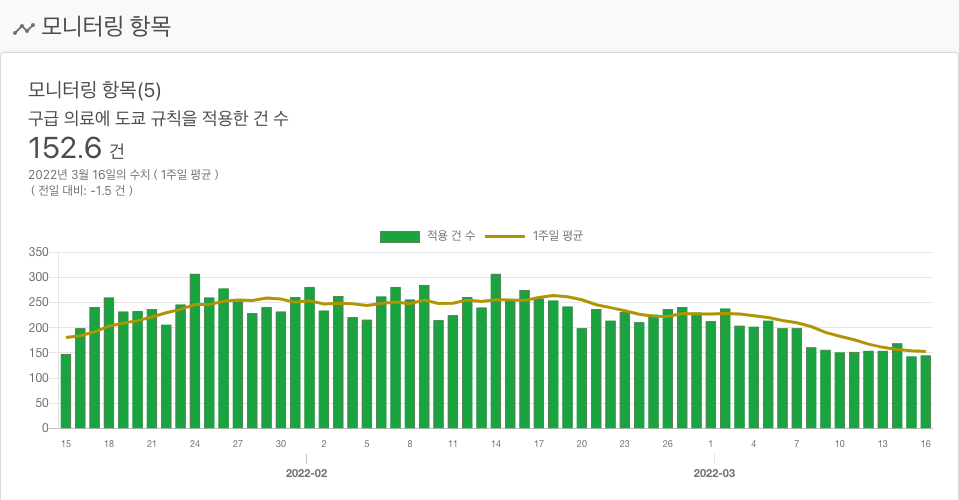 모니터링 항목
모니터링 항목(5)
구급 의료에 도쿄 규칙을 적용한 건 수
152.6 건
2022년 3월 16일의 수치 ( 1주일 평균 )
( 전일 대비: -1.5 건 )
적용 건 수 1주일 평균
350
300
250
200
150
100
50
0
15 18 21 24 27 30 2 5 8 11 14 17 20 23 26 1 4 7 10 13 16
2022-02 2022-03